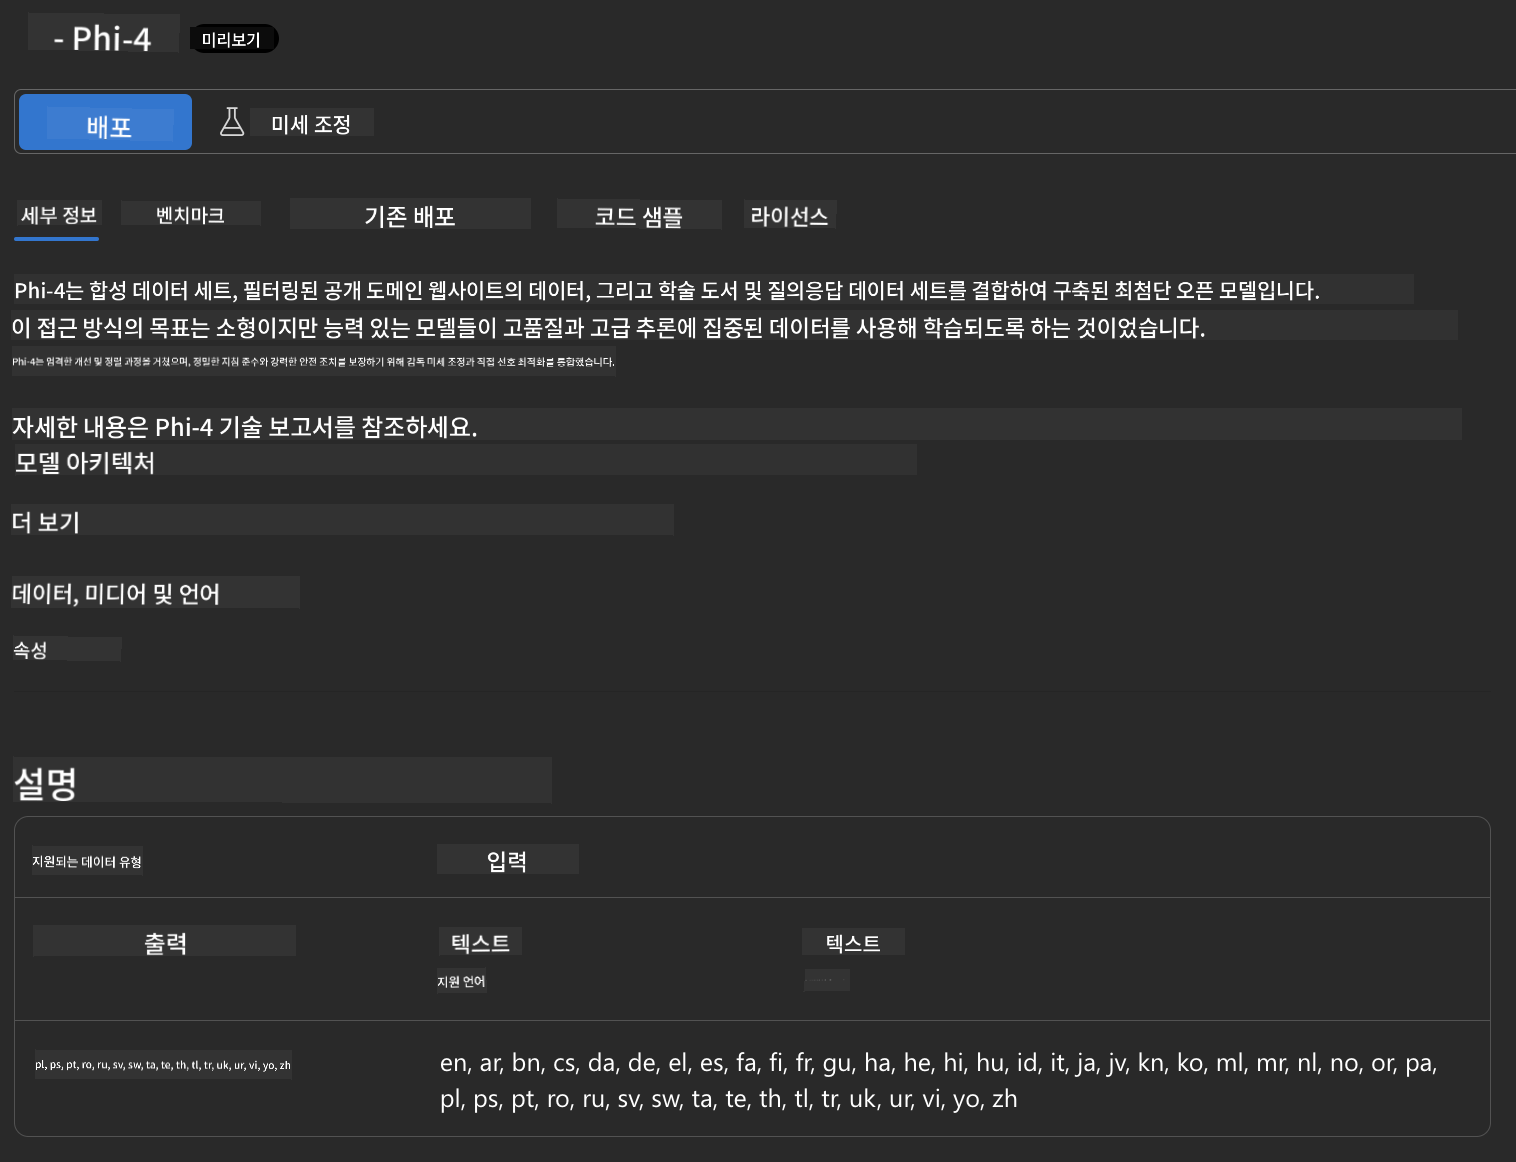 - Phi-4 미리보기
배포 미세 조정
세부 정보 벤치마크 기존 배포 코드 샘플 라이선스
Phi-4는 합성 데이터 세트, 필터링된 공개 도메인 웹사이트의 데이터, 그리고 학술 도서 및 질의응답 데이터 세트를 결합하여 구축된 최첨단 오픈 모델입니다.
이 접근 방식의 목표는 소형이지만 능력 있는 모델들이 고품질과 고급 추론에 집중된 데이터를 사용해 학습되도록 하는 것이었습니다.
Phi-4는 엄격한 개선 및 정렬 과정을 거쳤으며, 정밀한 지침 준수와 강력한 안전 조치를 보장하기 위해 감독 미세 조정과 직접 선호 최적화를 통합했습니다.
자세한 내용은 Phi-4 기술 보고서를 참조하세요.
모델 아키텍처
더 보기
데이터, 미디어 및 언어
속성
설명
지원되는 데이터 유형 입력
출력 텍스트 텍스트
지원 언어
pl, ps, pt, ro, ru, sv, sw, ta, te, th, tl, tr, uk, ur, vi, yo, zh
en, ar, bn, cs, da, de, el, es, fa, fi, fr, gu, ha, he, hi, hu, id, it, ja, jv, kn, ko, ml, mr, nl, no, or, pa,
pl, ps, pt, ro, ru, sv, sw, ta, te, th, tl, tr, uk, ur, vi, yo, zh